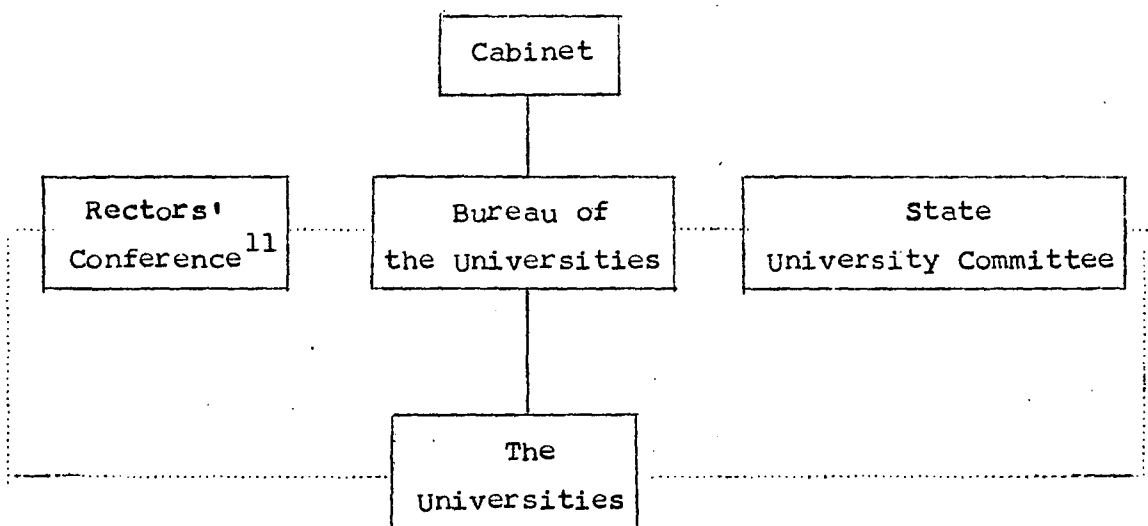 Cabinet
Rectors'
Conference11
Bureau of
the Universities
State
University Committee
The
Universities